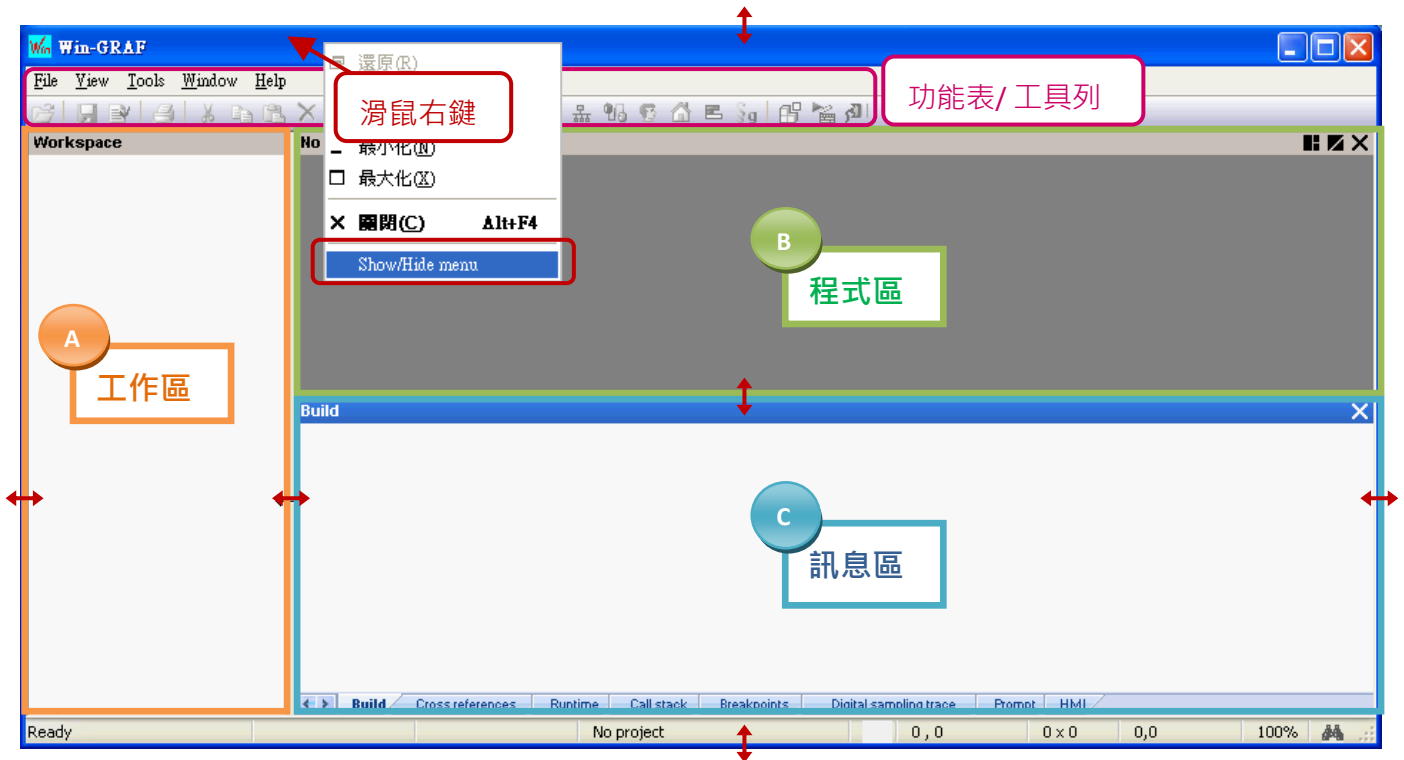 Win-GRAF
還原(R)
File View Tools Window Help
滑鼠右鍵
功能表/ 工具列
Workspace
No
最小化(N)
最大化(X)
關閉(C) Alt+F4
Show/Hide menu
B
程式區
A
工作區
Build
C
訊息區
Build Cross references Runtime Call stack Breakpoints Digital sampling trace Prompt HMI
Ready No project 0 , 0 0 × 0 0,0 100%